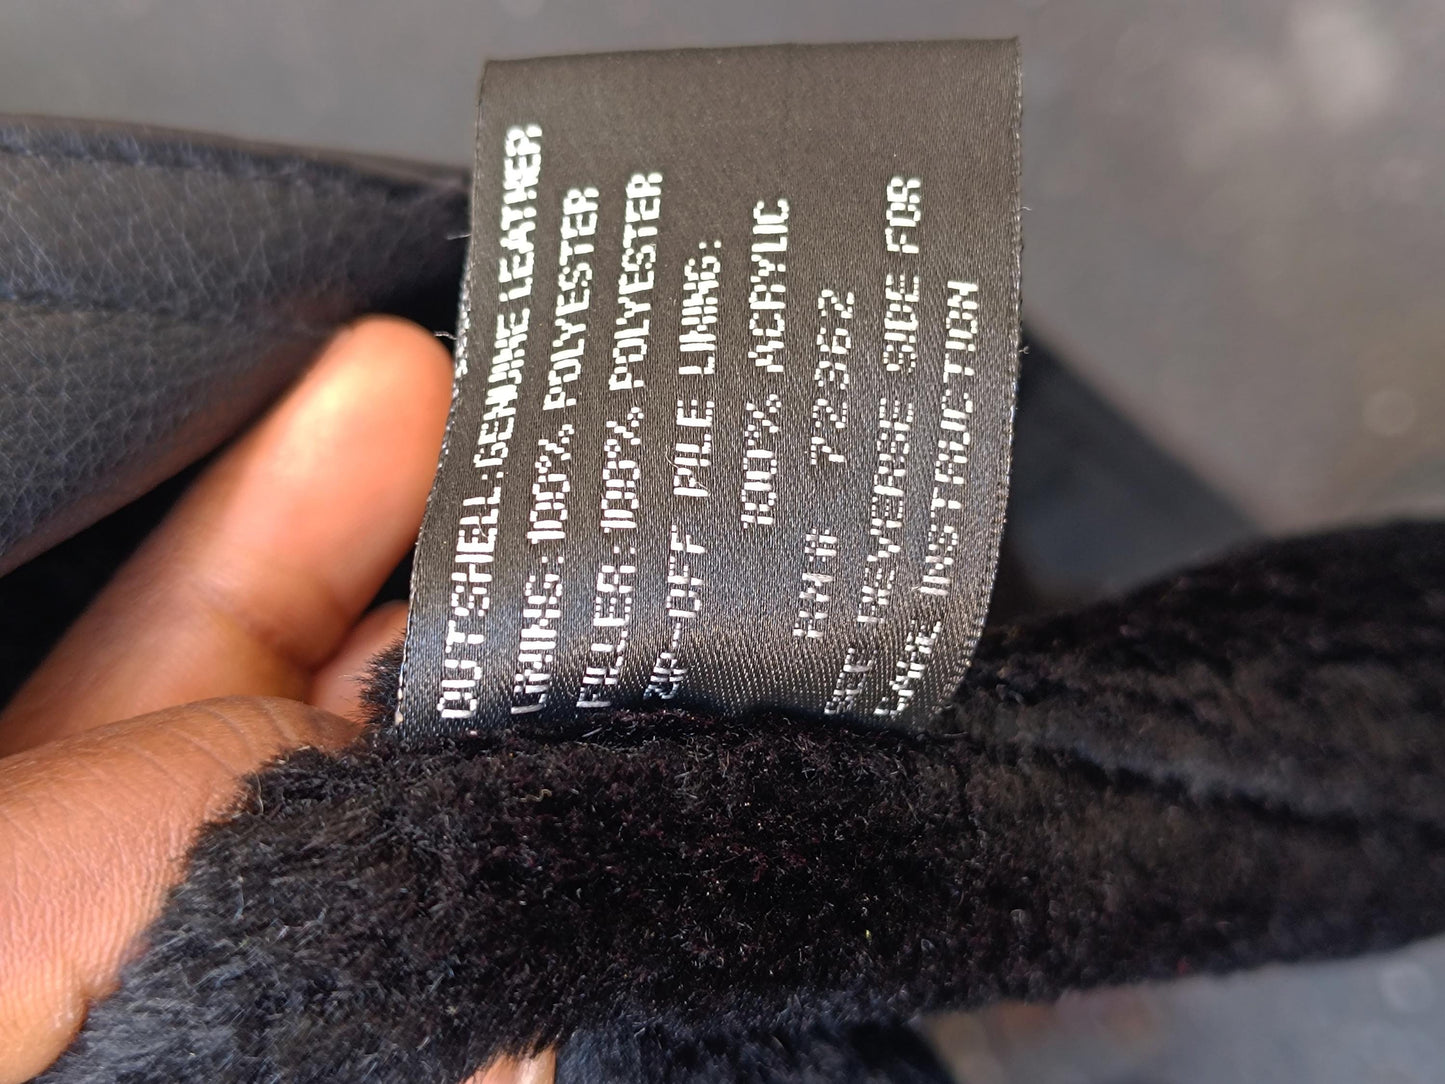 OUTSHELL:GENUINE LEATHER
LINING:100% POLYESTER
FILLER:100% POLYESTER
ZIP-OFF PILE LINING:
100% ACRYLIC
RN# 72362
SEE REVERSE SIDE FOR
CARE INSTRUCTION